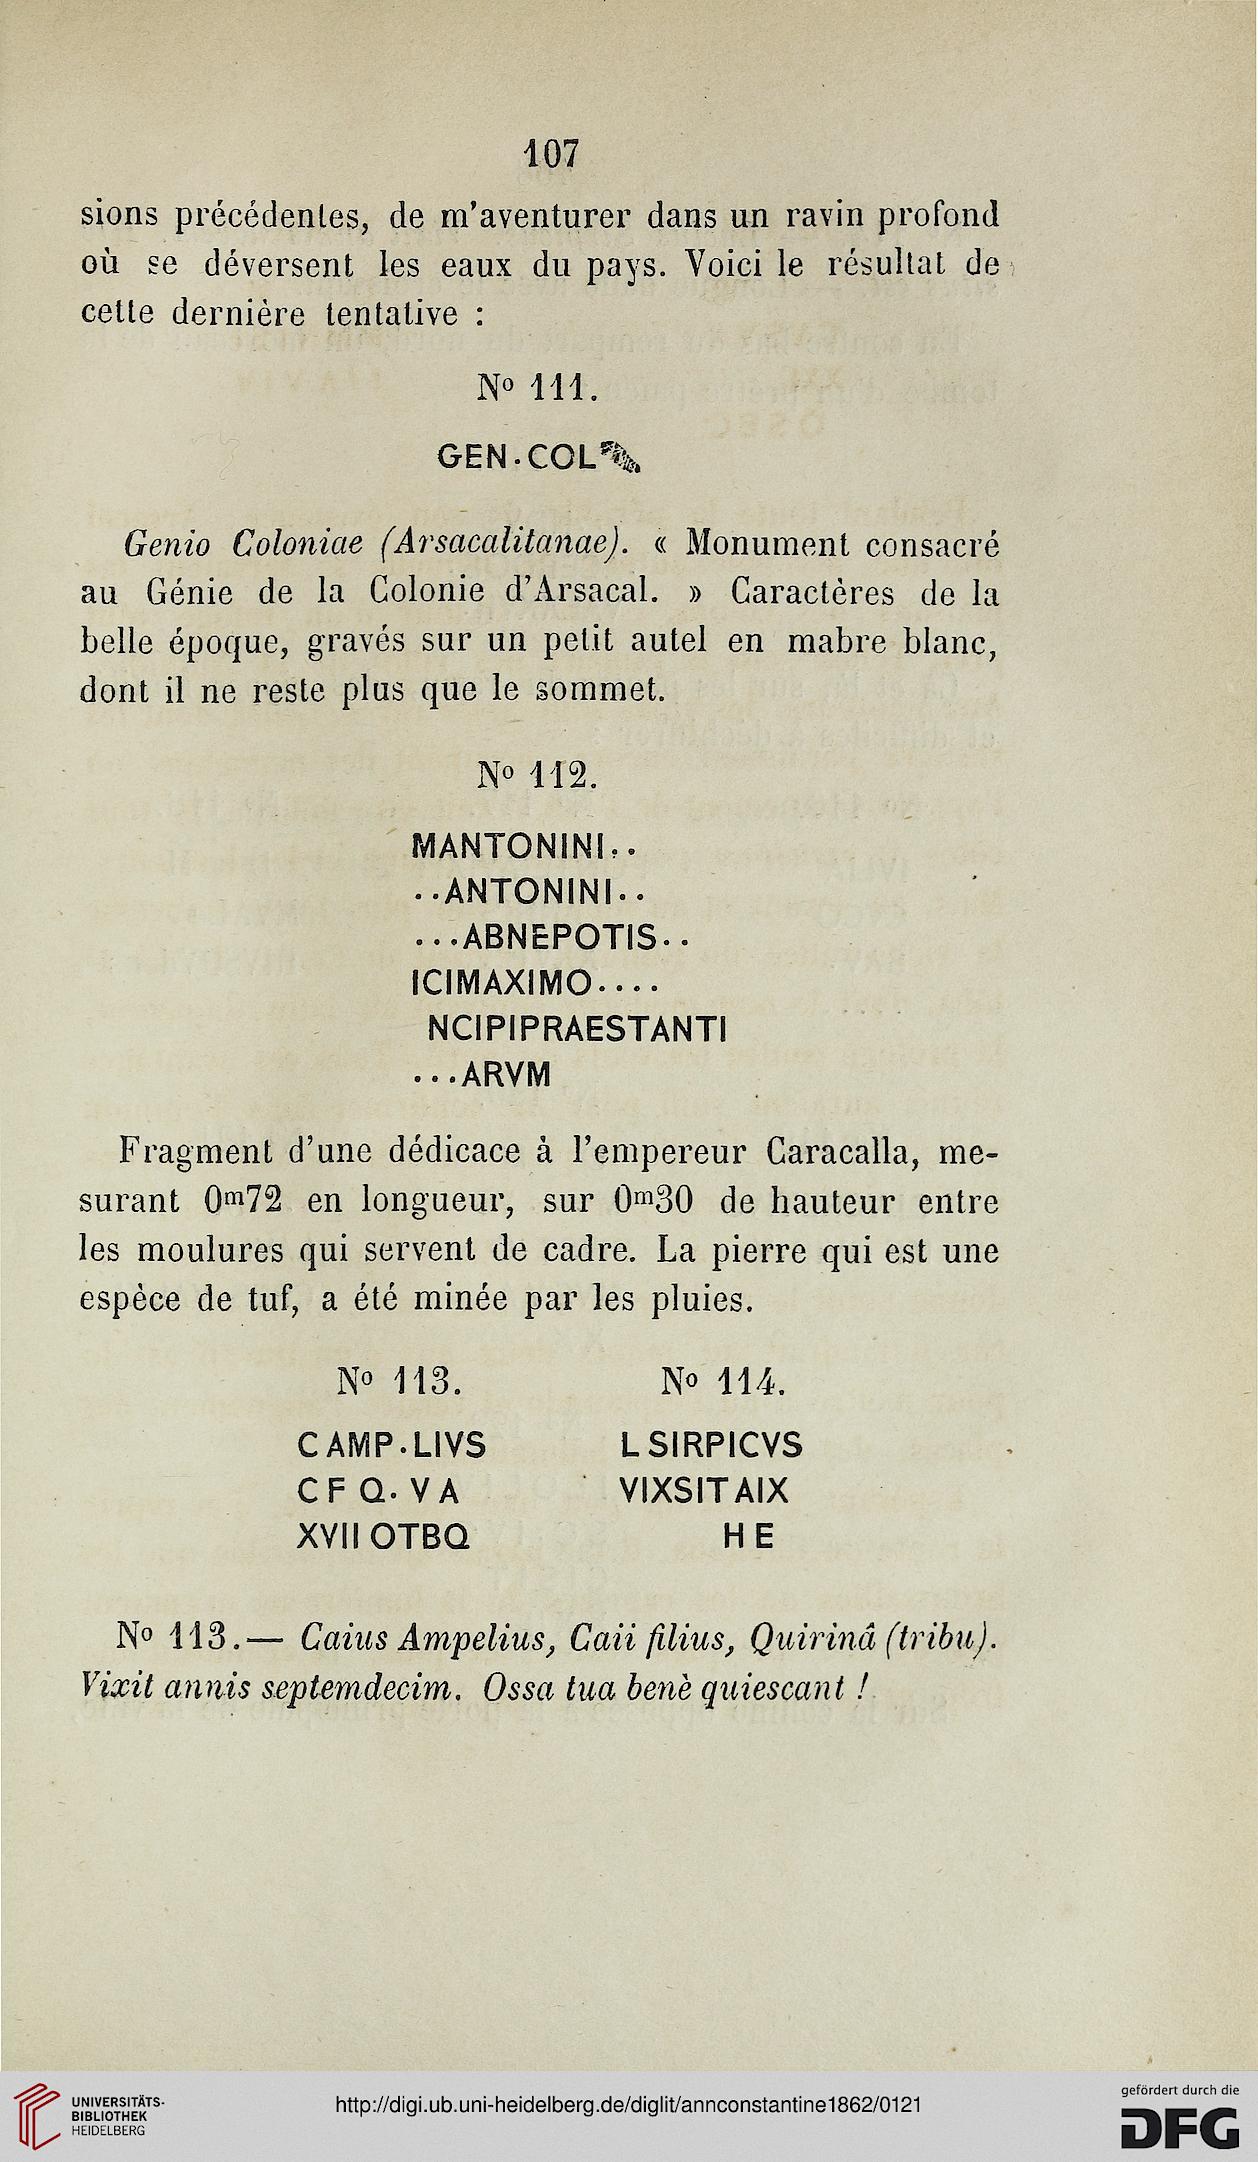 107
sions précédentes, de m'aventurer dans un ravin profond
où se déversent les eaux du pays. Voici le résultat de
cette dernière tentative :
Nº 111.
GEN·COL
Genio Coloniae (Arsacalitanae). « Monument consacré
au Génie de la Colonie d'Arsacal. » Caractères de la
belle époque, gravés sur un petit autel en mabre blanc,
dont il ne reste plus que le sommet.
Nº 112.
MANTONINI··
··ANTONINI··
···ABNEPOTIS··
ICIMAXIMO····
NCIPIPRAESTANTI
···ARVM
Fragment d'une dédicace à l'empereur Caracalla, me-
surant 0m72 en longueur, sur 0m30 de hauteur entre
les moulures qui servent de cadre. La pierre qui est une
espèce de tuf, a été minée par les pluies.
Nº 113. Nº 114.
C AMP·LIVS L SIRPICVS
C F Q· V A VIXSIT AIX
XVII OTBQ H E
Nº 113.— Caius Ampelius, Caii filius, Quirinâ (tribu).
Vixit annis septemdecim. Ossa tua benè quiescant !
UNIVERSITÄTS-
BIBLIOTHEK
HEIDELBERG
http://digi.ub.uni-heidelberg.de/diglit/annconstantine1862/0121
gefördert durch die
DFG